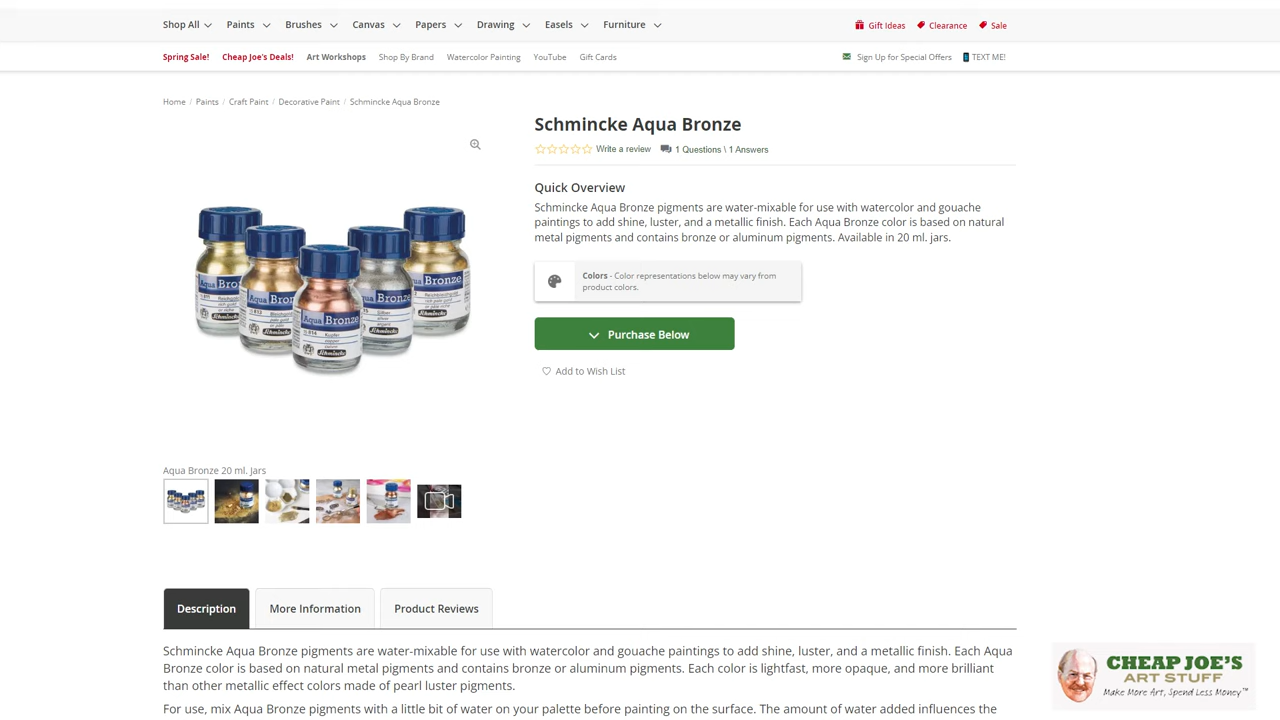 Shop All Paints Brushes Canvas Papers Drawing Easels Furniture Gift Ideas Clearance Sale
Spring Sale! Cheap Joe's Deals! Art Workshops Shop By Brand Watercolor Painting YouTube Gift Cards Sign Up for Special Offers TEXT ME!
Home / Paints / Craft Paint / Decorative Paint / Schmincke Aqua Bronze
Schmincke Aqua Bronze
Write a review 1 Questions \ 1 Answers
Quick Overview
Schmincke Aqua Bronze pigments are water-mixable for use with watercolor and gouache
paintings to add shine, luster, and a metallic finish. Each Aqua Bronze color is based on natural
metal pigments and contains bronze or aluminum pigments. Available in 20 ml. jars.
Colors - Color representations below may vary from
product colors.
Purchase Below
Add to Wish List
Aqua Bronze
Schmincke
Aqua Bronze 20 ml. Jars
Description More Information Product Reviews
Schmincke Aqua Bronze pigments are water-mixable for use with watercolor and gouache paintings to add shine, luster, and a metallic finish. Each Aqua
Bronze color is based on natural metal pigments and contains bronze or aluminum pigments. Each color is lightfast, more opaque, and more brilliant
than other metallic effect colors made of pearl luster pigments.
For use, mix Aqua Bronze pigments with a little bit of water on your palette before painting on the surface. The amount of water added influences the
CHEAP JOE'S
ART STUFF
Make More Art, Spend Less Money™